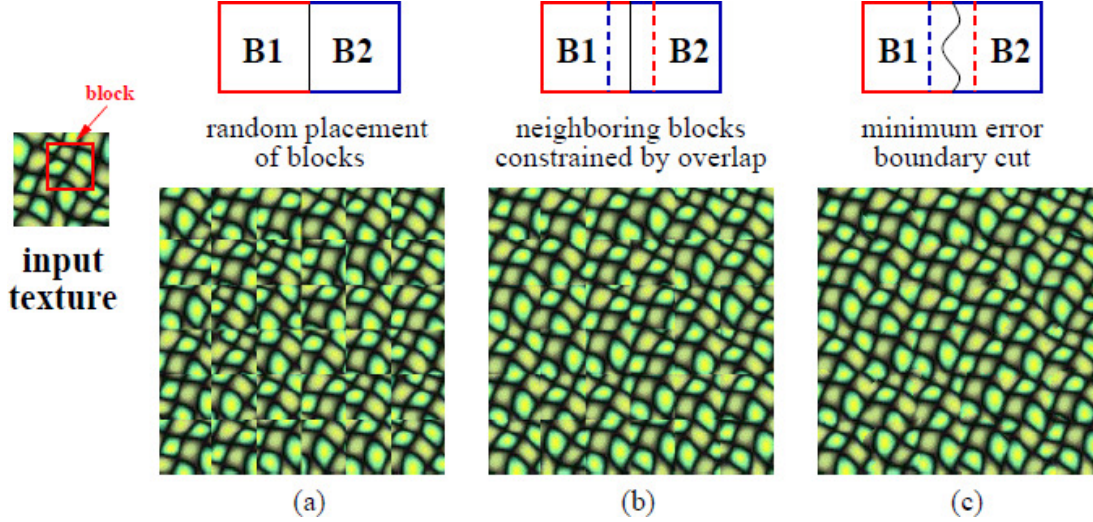 B1 B2
B1 B2
B1 B2
block
random placement
of blocks
neighboring blocks
constrained by overlap
minimum error
boundary cut
input
texture
(a)
(b)
(c)